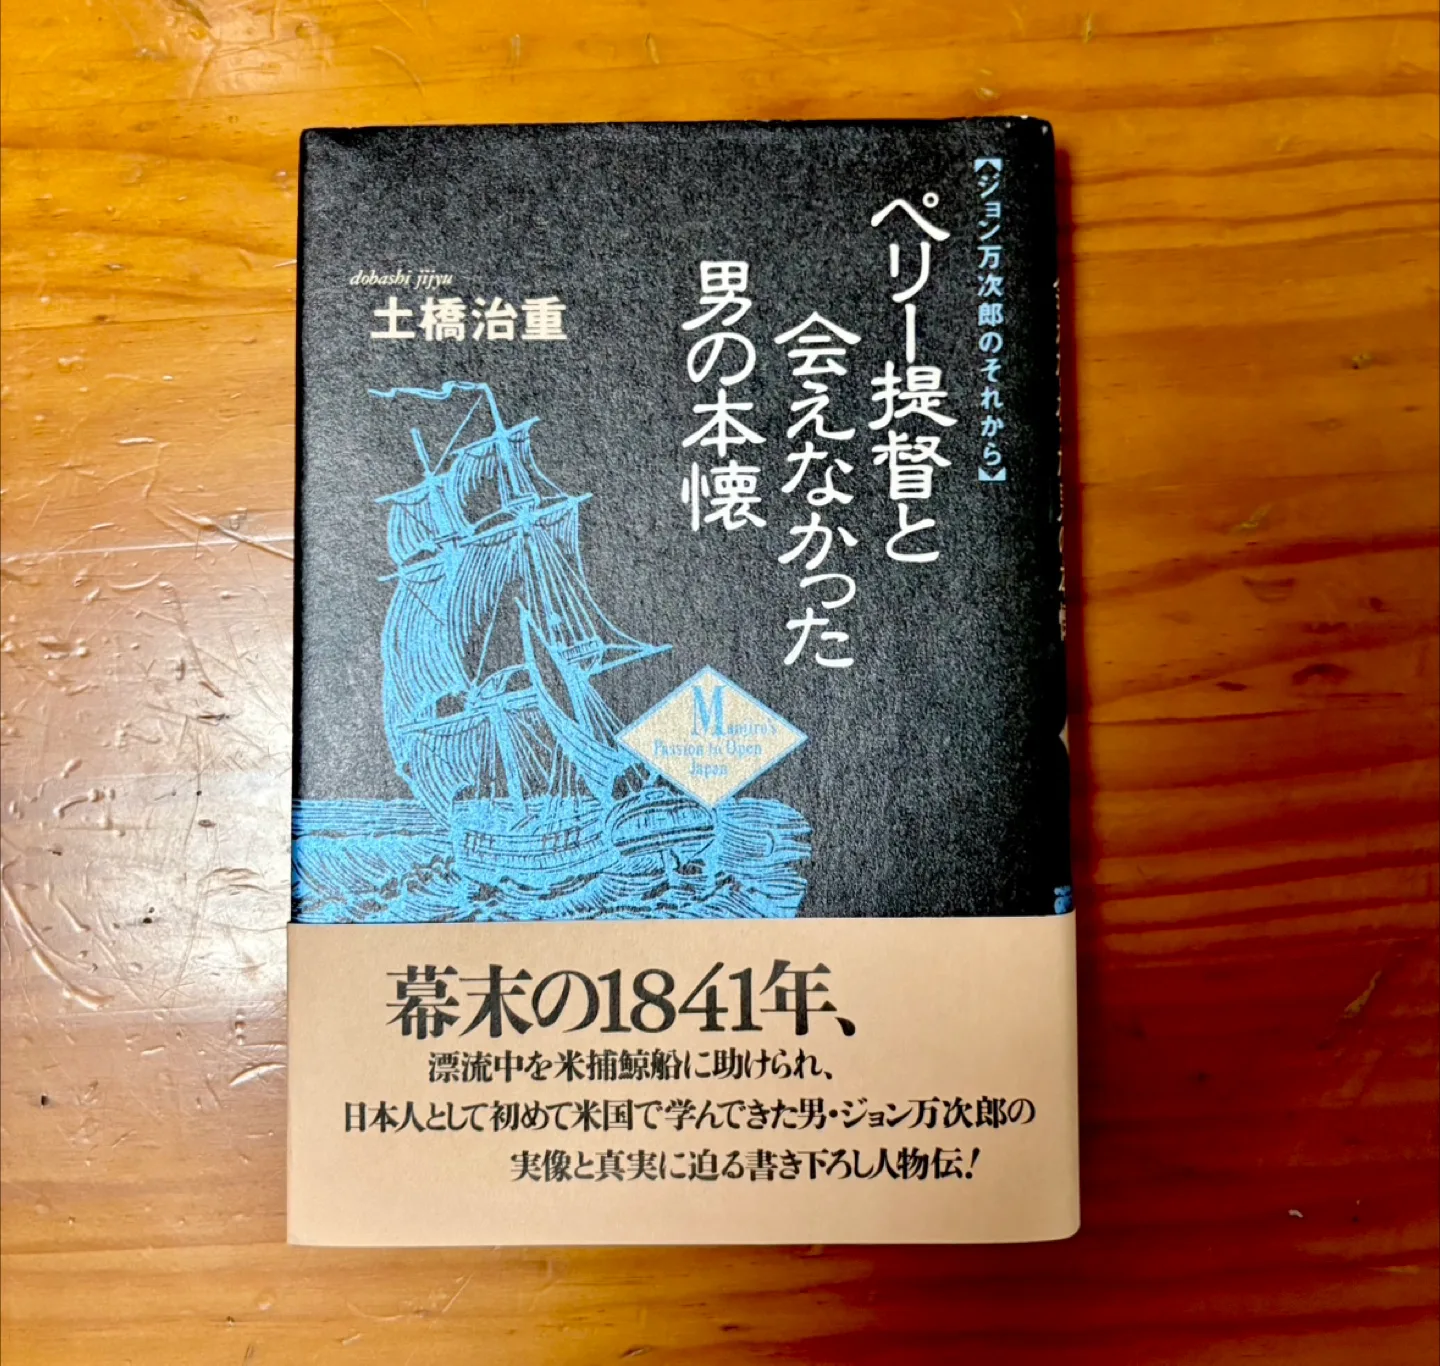 【ジョン万次郎のそれから】
ペリー提督と
会えなかった
男の本懐
dobashi jijyu
土橋治重
Manjiro's
Passion to Open
Japan
幕末の1841年、
漂流中を米捕鯨船に助けられ、
日本人として初めて米国で学んできた男・ジョン万次郎の
実像と真実に迫る書き下ろし人物伝！